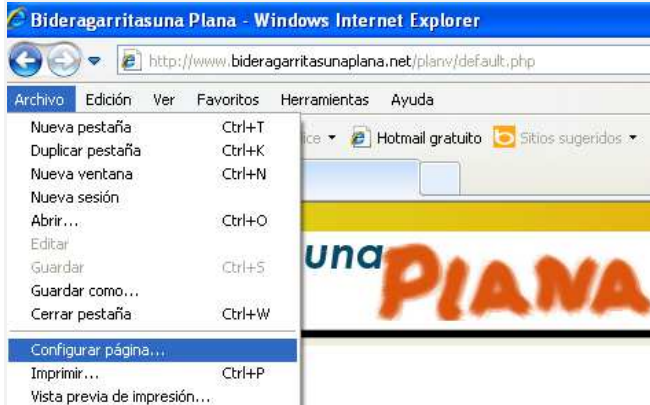 Bideragarritasuna Plana - Windows Internet Explorer
http://www.bideragarritasunaplana.net/planv/default.php
Archivo Edición Ver Favoritos Herramientas Ayuda
Nueva pestaña Ctrl+T
Duplicar pestaña Ctrl+K
Nueva ventana Ctrl+N
Nueva sesión
Abrir... Ctrl+O
Editar
Guardar Ctrl+S
Guardar como...
Cerrar pestaña Ctrl+W
Configurar página...
Imprimir... Ctrl+P
Vista previa de impresión...
Hotmail gratuito Sitios sugeridos
una PlANA